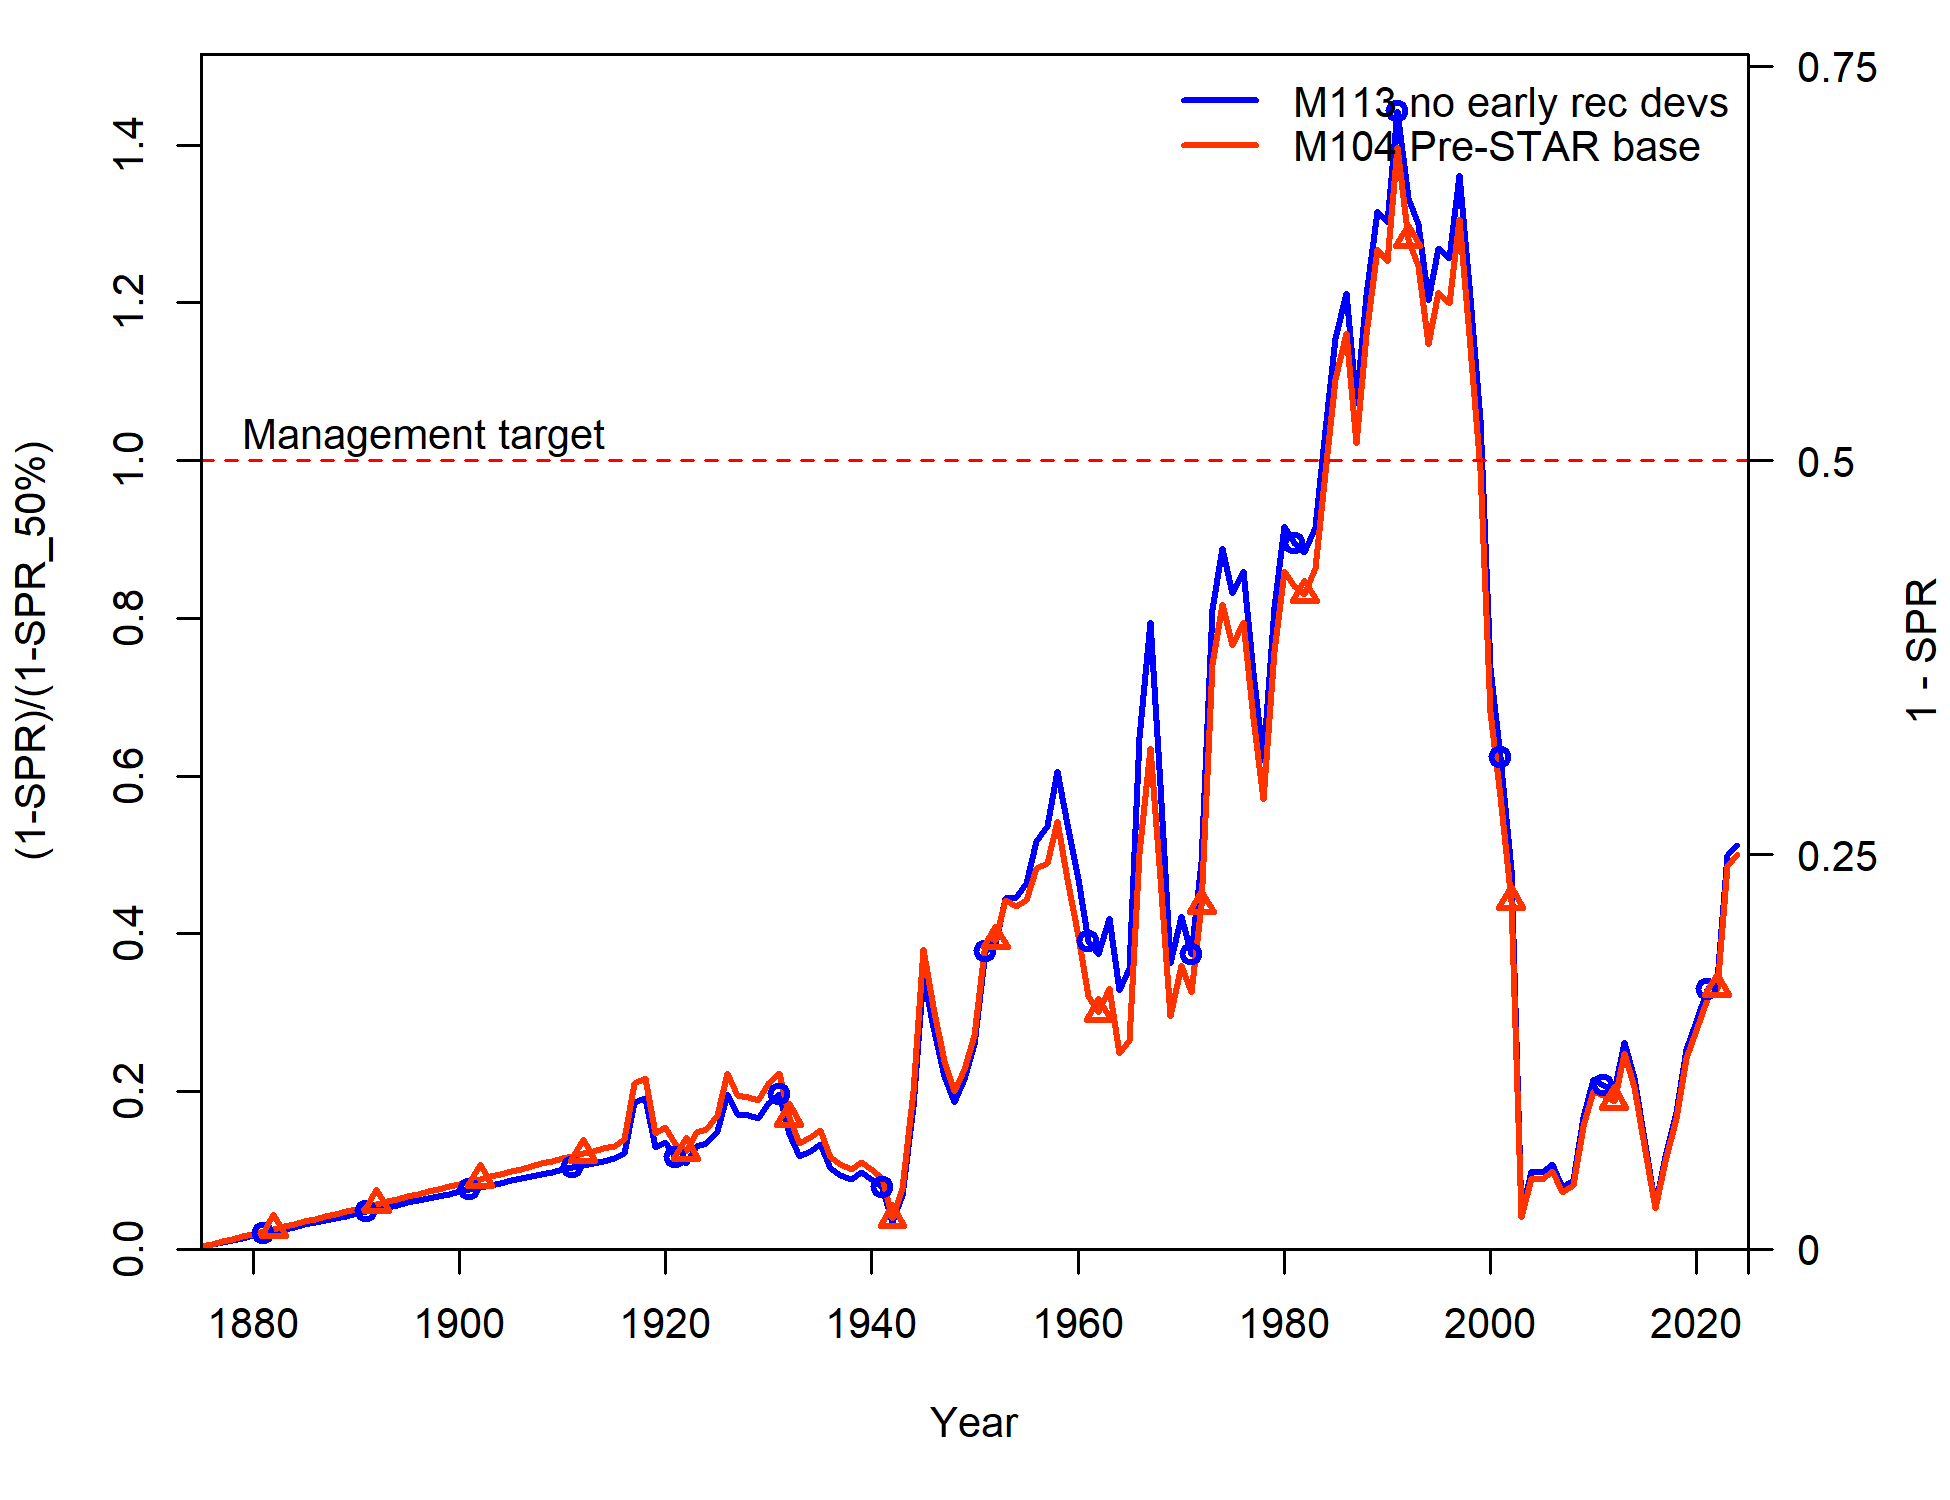 M113 no early rec devs
M104 Pre-STAR base
Management target
(1-SPR)/(1-SPR_50%)
0.0
0.2
0.4
0.6
0.8
1.0
1.2
1.4
1 - SPR
0.75
0.5
0.25
0
1880 1900 1920 1940 1960 1980 2000 2020
Year